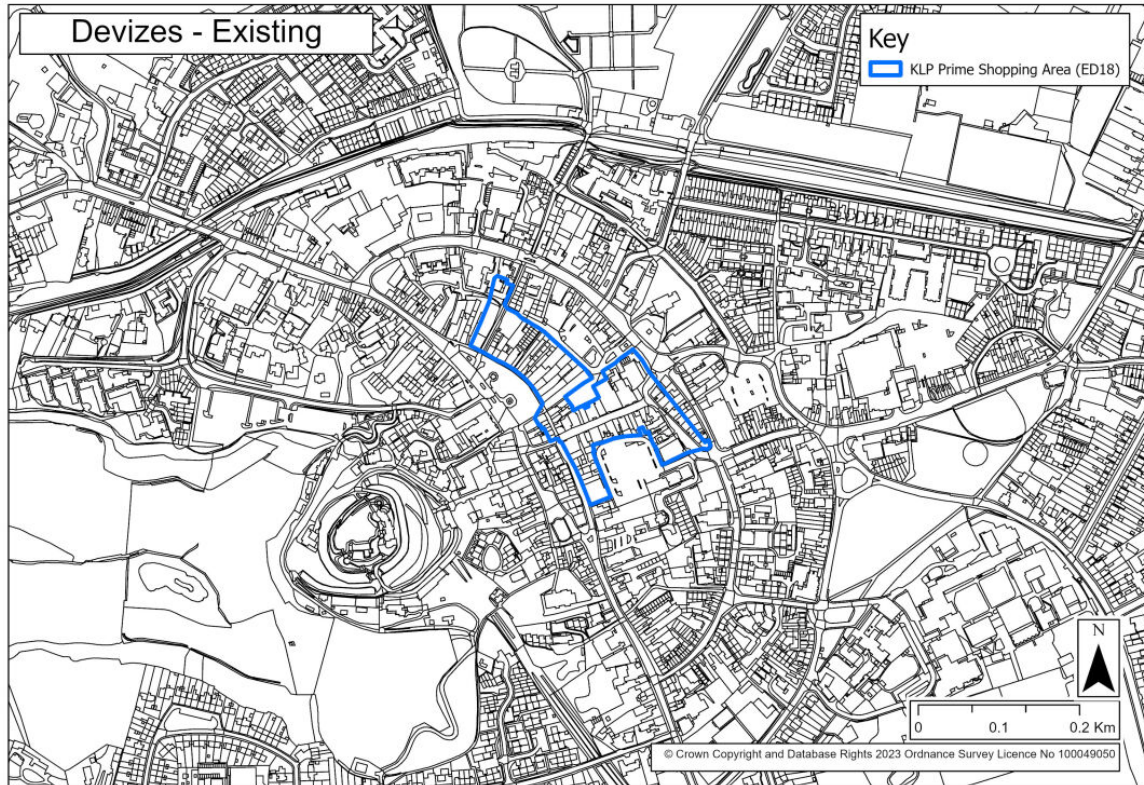 Devizes - Existing
Key
KLP Prime Shopping Area (ED18)
N
0 0.1 0.2 Km
© Crown Copyright and Database Rights 2023 Ordnance Survey Licence No 100049050